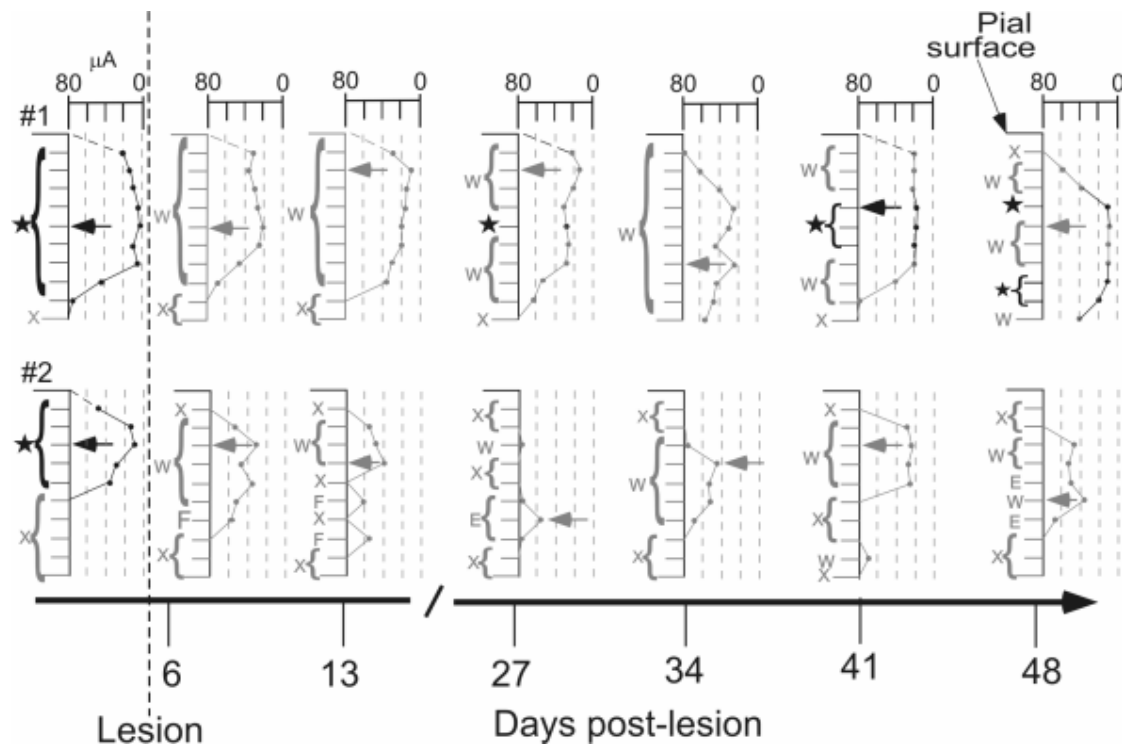 Pial
surface
μA
80 0 80 0 80 0 80 0 80 0 80 0 80 0
#1
★ W W W W W X
X X W ★ W ★ W W
X X W X ★ W
#2
★ X X X X X X
X W W W W W W
F X X X X E
X F E X W W
X F X X E
X X
6 13 27 34 41 48
Lesion Days post-lesion